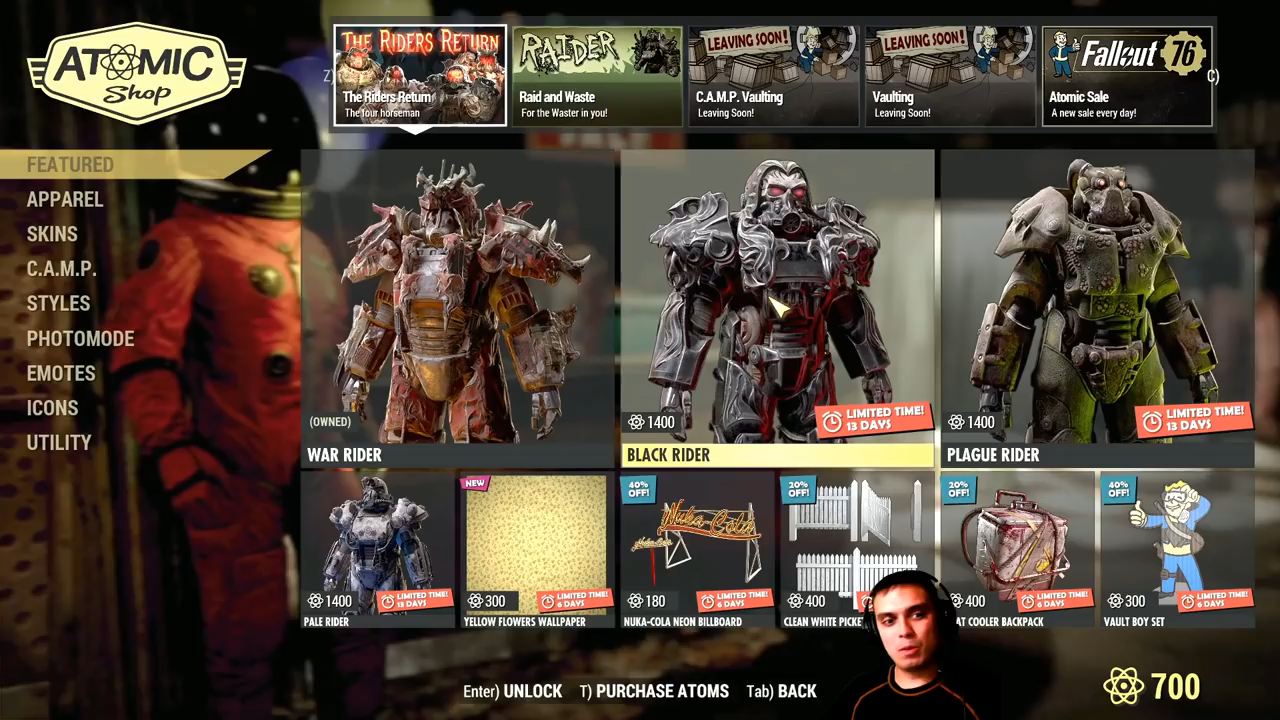 ATOMIC
Shop
THE RIDERS RETURN
The Riders Return
The four horseman
RAIDER
Raid and Waste
For the Waster in you!
LEAVING SOON!
C.A.M.P. Vaulting
Leaving Soon!
LEAVING SOON!
Vaulting
Leaving Soon!
Fallout 76
Atomic Sale
A new sale every day!
Z)
C)
FEATURED
APPAREL
SKINS
C.A.M.P.
STYLES
PHOTOMODE
EMOTES
ICONS
UTILITY
(OWNED)
WAR RIDER
1400
LIMITED TIME!
13 DAYS
BLACK RIDER
1400
LIMITED TIME!
13 DAYS
PLAGUE RIDER
1400
LIMITED TIME!
13 DAYS
PALE RIDER
NEW
300
LIMITED TIME!
6 DAYS
YELLOW FLOWERS WALLPAPER
40%
OFF!
Nuka-Cola
Nuka-Cola
180
LIMITED TIME!
6 DAYS
NUKA-COLA NEON BILLBOARD
20%
OFF!
400
CLEAN WHITE PICKE
20%
OFF!
400
LIMITED TIME!
6 DAYS
AT COOLER BACKPACK
40%
OFF!
300
LIMITED TIME!
6 DAYS
VAULT BOY SET
Enter) UNLOCK T) PURCHASE ATOMS Tab) BACK
700